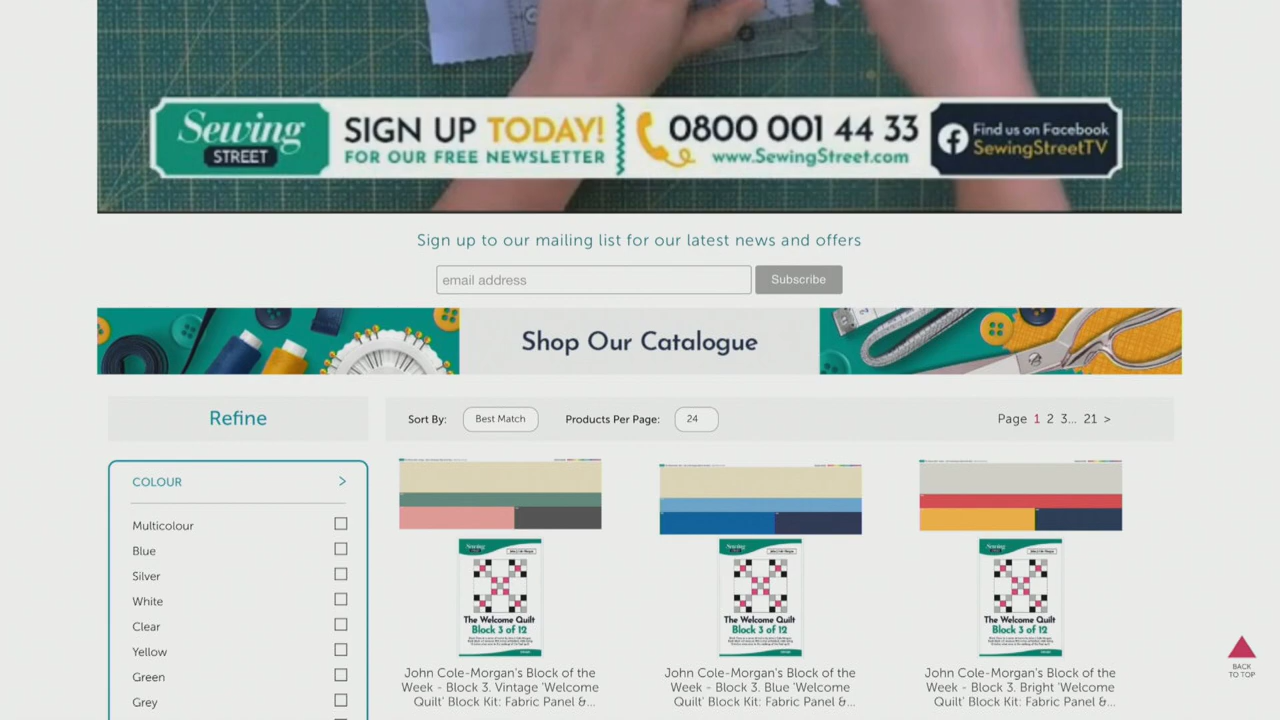 Sewing
STREET
SIGN UP TODAY!
FOR OUR FREE NEWSLETTER
0800 001 44 33
www.SewingStreet.com
Find us on Facebook
SewingStreetTV
Sign up to our mailing list for our latest news and offers
email address
Subscribe
Shop Our Catalogue
Refine
Sort By:
Best Match
Products Per Page:
24
Page 1 2 3... 21 >
COLOUR >
Multicolour
Blue
Silver
White
Clear
Yellow
Green
Grey
Sewing
The Welcome Quilt
Block 3 of 12
John Cole-Morgan's Block of the
Week - Block 3. Vintage 'Welcome
Quilt' Block Kit: Fabric Panel &...
Sewing
The Welcome Quilt
Block 3 of 12
John Cole-Morgan's Block of the
Week - Block 3. Blue 'Welcome
Quilt' Block Kit: Fabric Panel &...
Sewing
The Welcome Quilt
Block 3 of 12
John Cole-Morgan's Block of the
Week - Block 3. Bright 'Welcome
Quilt' Block Kit: Fabric Panel &...
BACK
TO TOP